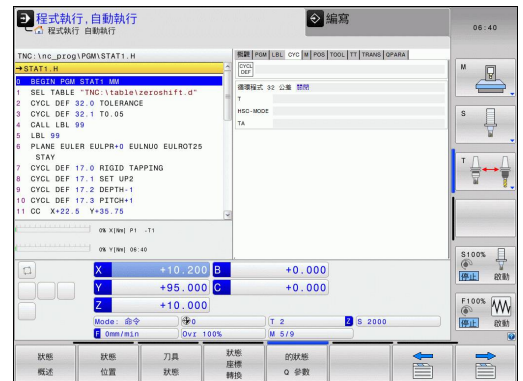 程式執行,自動執行
程式執行 自動執行
編寫
06:40
TNC:\nc_prog\PGM\STAT1.H
→STAT1.H
0 BEGIN PGM STAT1 MM
1 SEL TABLE "TNC:\table\zeroshift.d"
2 CYCL DEF 32.0 TOLERANCE
3 CYCL DEF 32.1 T0.05
4 CALL LBL 99
5 LBL 99
6 PLANE EULER EULPR+0 EULNU0 EULROT25
STAY
7 CYCL DEF 17.0 RIGID TAPPING
8 CYCL DEF 17.1 SET UP2
9 CYCL DEF 17.2 DEPTH-1
10 CYCL DEF 17.3 PITCH+1
11 CC X+22.5 Y+35.75
概觀 PGM LBL CYC M POS TOOL TT TRANS QPARA
CYCL
DEF
循環程式 32 公差 關閉
T
HSC-MODE
TA
0% X[Nm] P1 -T1
0% Y[Nm] 06:40
X +10.200 B +0.000
Y +95.000 C +0.000
Z +10.000
Mode: 命令 0 T 2 Z S 2000
F 0mm/min Ovr 100% M 5/9
M
S
T
S100%
停止 啟動
F100%
停止 啟動
狀態
概述
狀態
位置
刀具
狀態
狀態
座標
轉換
的狀態
Q 參數